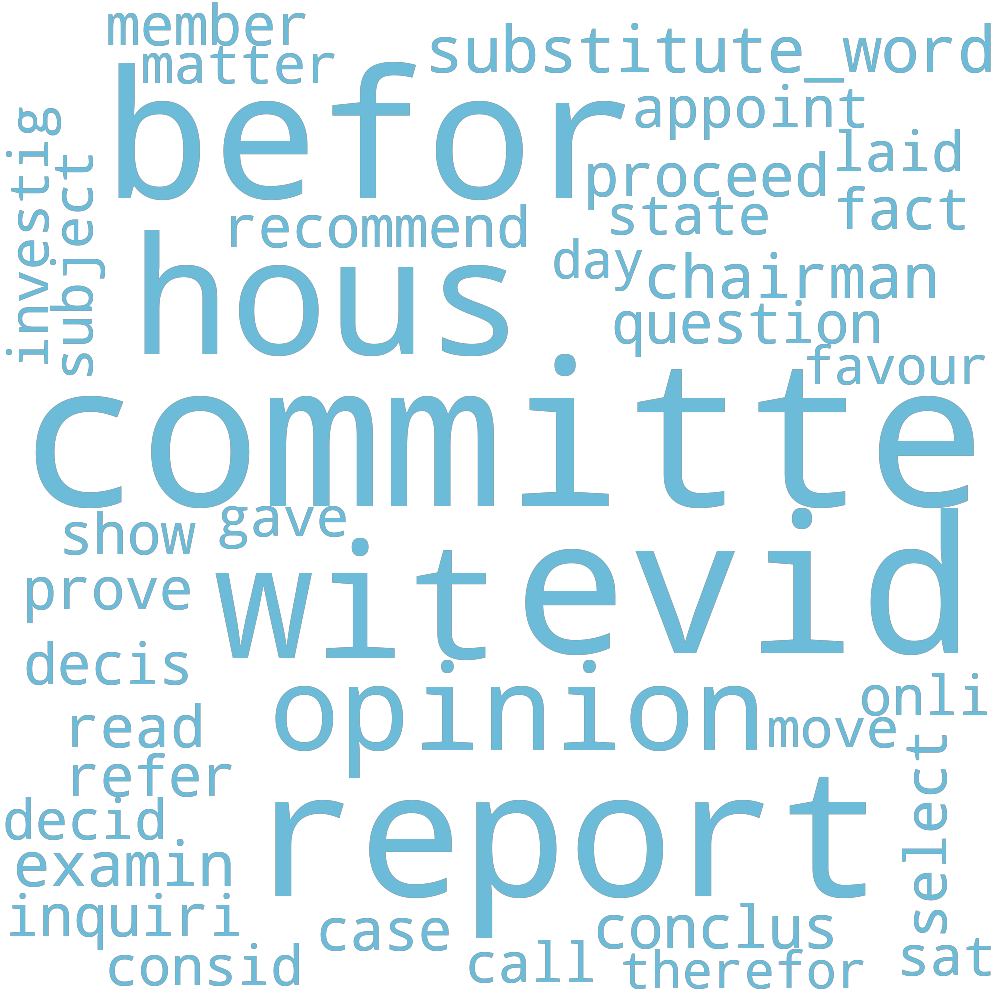 member
matter
substitute_word
befor
appoint
investig
subject
proceed
laid
recommend
state
fact
hous
day
chairman
question
favour
committe
show
gave
wit
evid
prove
decis
opinion
onli
read
move
refer
select
decid
report
examin
inquiri
case
conclus
consid
call
therefor
sat